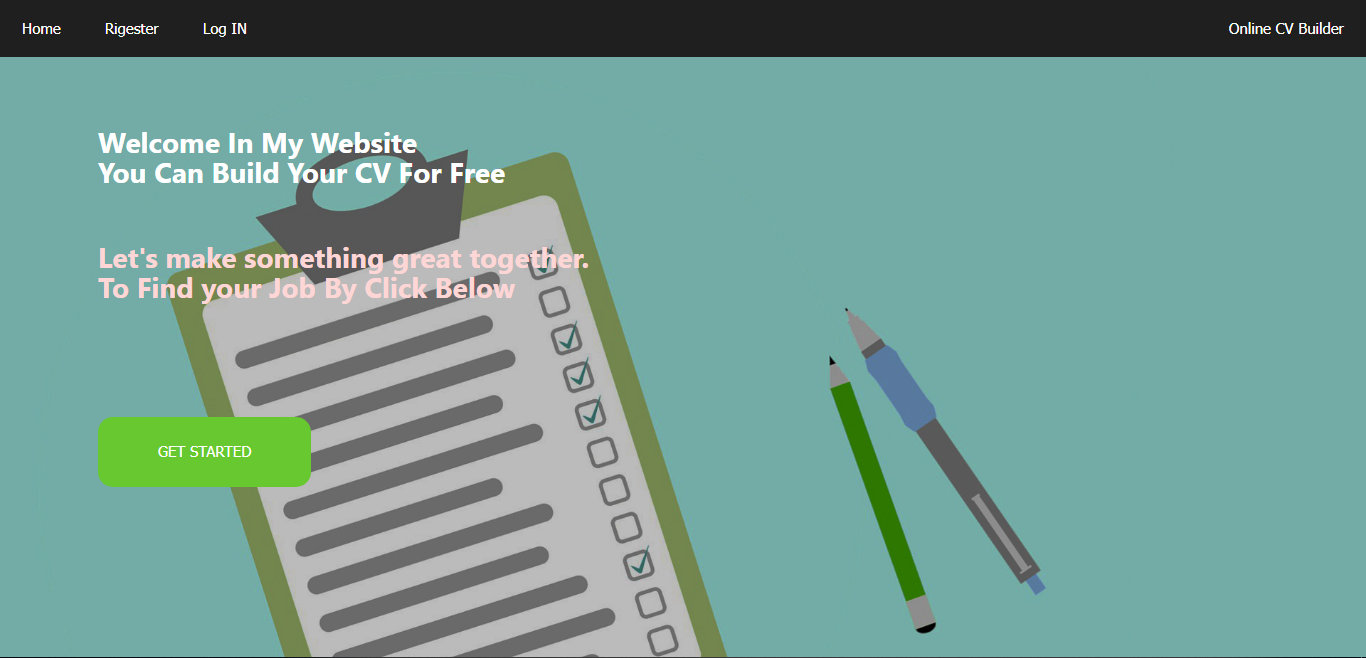 Home
Rigester
Log IN
Online CV Builder
Welcome In My Website
You Can Build Your CV For Free
Let's make something great together.
To Find your Job By Click Below
GET STARTED